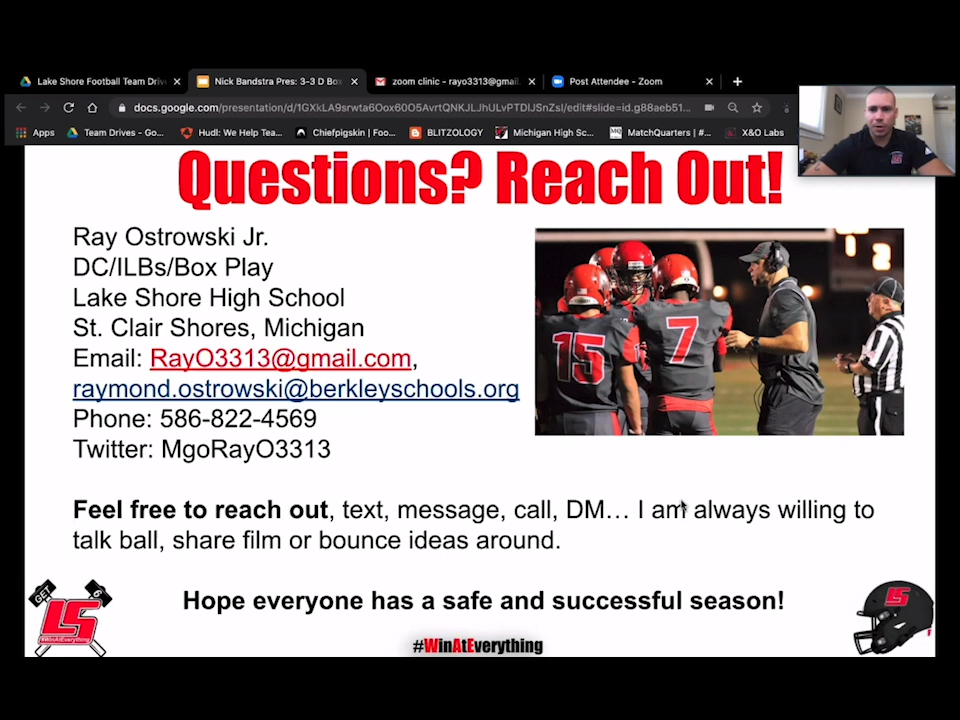 Lake Shore Football Team Driv
Nick Bandstra Pres: 3-3 D Bo
zoom clinic - rayo3313@gmail.
Post Attendee - Zoom
docs.google.com/presentation/d/1GXkLA9srwta6Oox60O5AvrtQNKJLJhULvPTDlJSnZsI/edit#slide=id.g88aeb51...
Apps
Team Drives - Go...
Hudl: We Help Tea...
Chiefpigskin | Foo...
BLITZOLOGY
Michigan High Sc...
MatchQuarters | #...
X&O Labs
Questions? Reach Out!
Ray Ostrowski Jr.
DC/ILBs/Box Play
Lake Shore High School
St. Clair Shores, Michigan
Email: RayO3313@gmail.com,
raymond.ostrowski@berkleyschools.org
Phone: 586-822-4569
Twitter: MgoRayO3313
15
7
Feel free to reach out, text, message, call, DM… I am always willing to
talk ball, share film or bounce ideas around.
Hope everyone has a safe and successful season!
GET
6
LS
#WinAtEverything
#WinAtEverything
LS